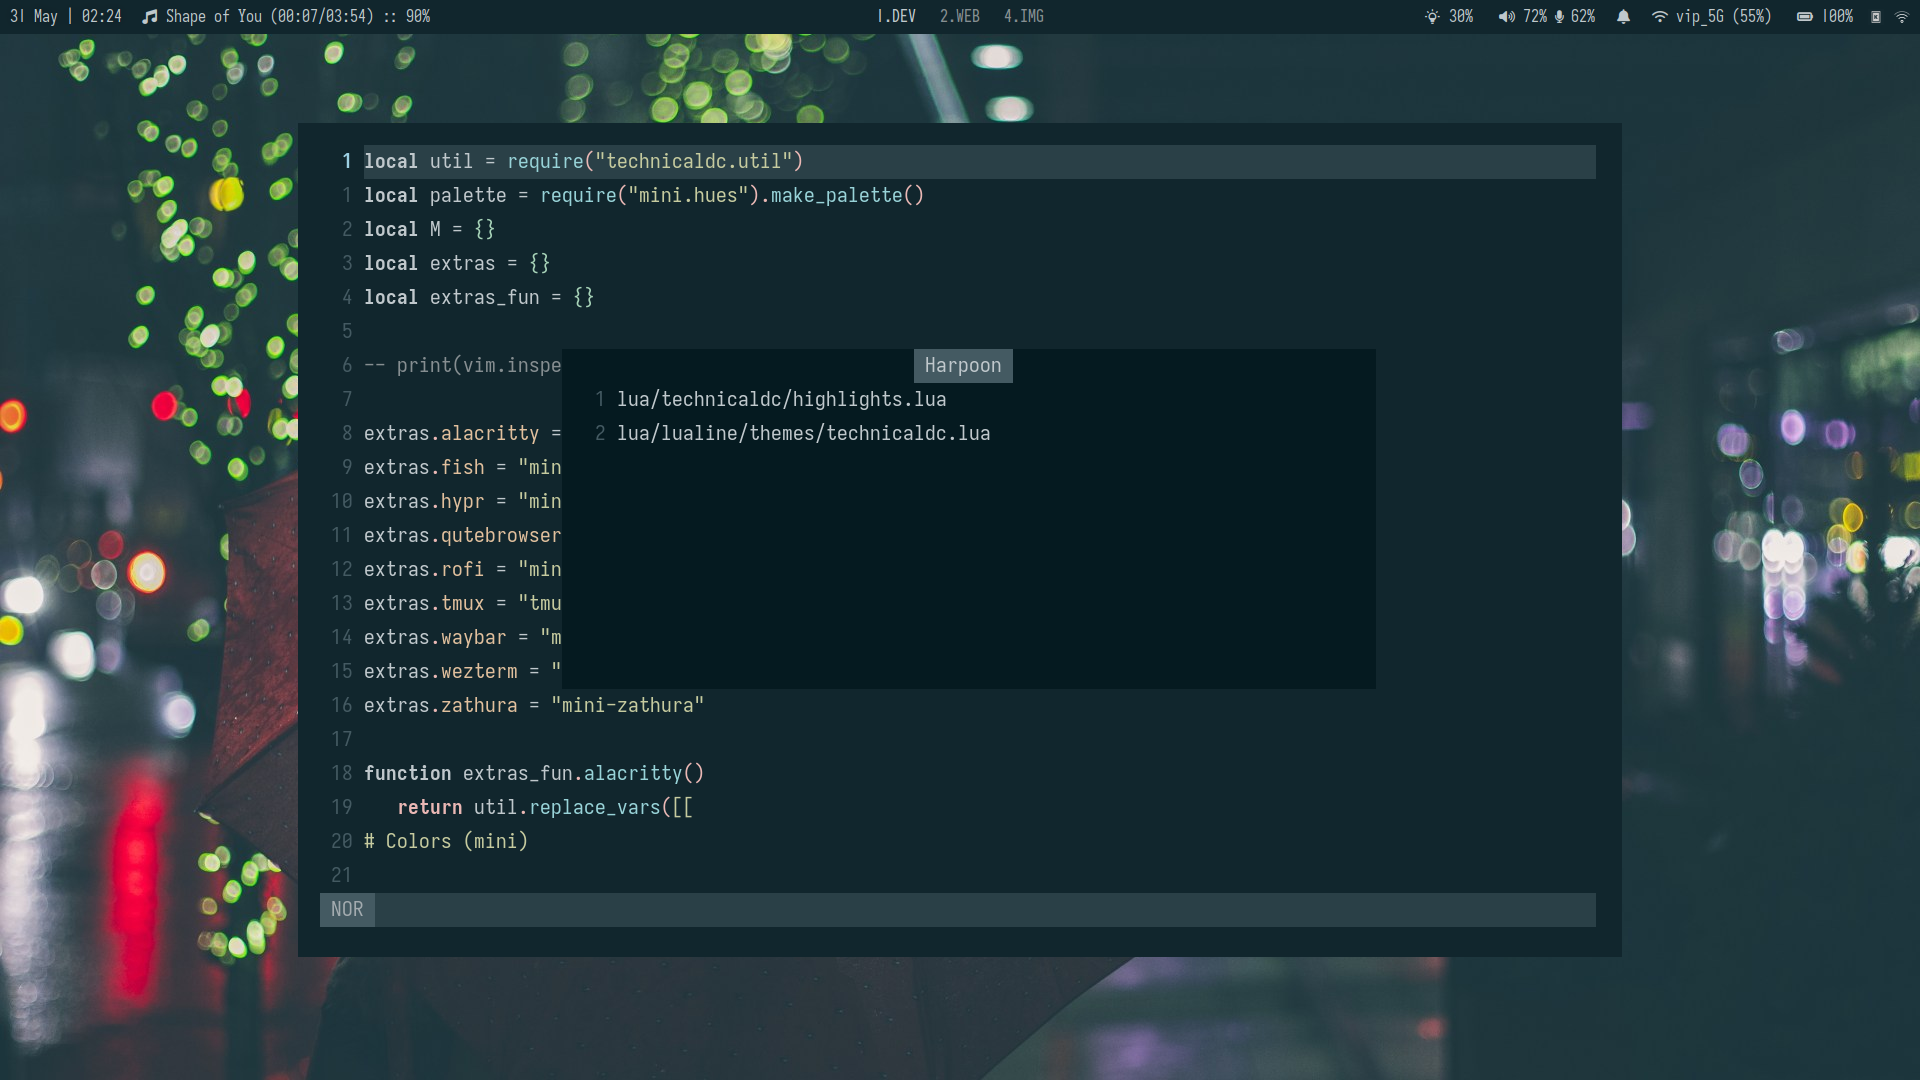 31 May | 02:24 Shape of You (00:07/03:54) :: 90% 1.DEV 2.WEB 4.IMG 30% 72% 62% vip_5G (55%) 100%
1 local util = require("technicaldc.util")
1 local palette = require("mini.hues").make_palette()
2 local M = {}
3 local extras = {}
4 local extras_fun = {}
5
6 -- print(vim.inspe
7
8 extras.alacritty =
9 extras.fish = "min
10 extras.hypr = "min
11 extras.qutebrowser
12 extras.rofi = "min
13 extras.tmux = "tmu
14 extras.waybar = "m
15 extras.wezterm = "
16 extras.zathura = "mini-zathura"
17
18 function extras_fun.alacritty()
19 return util.replace_vars([[
20 # Colors (mini)
21
Harpoon
1 lua/technicaldc/highlights.lua
2 lua/lualine/themes/technicaldc.lua
NOR